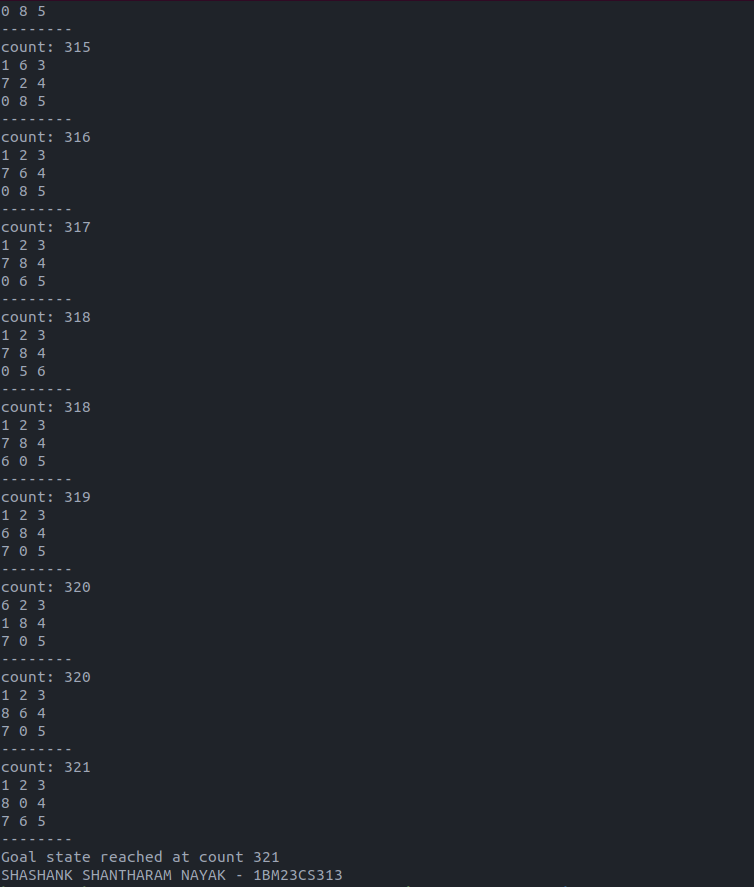 0 8 5
--------
count: 315
1 6 3
7 2 4
0 8 5
--------
count: 316
1 2 3
7 6 4
0 8 5
--------
count: 317
1 2 3
7 8 4
0 6 5
--------
count: 318
1 2 3
7 8 4
0 5 6
--------
count: 318
1 2 3
7 8 4
6 0 5
--------
count: 319
1 2 3
6 8 4
7 0 5
--------
count: 320
6 2 3
1 8 4
7 0 5
--------
count: 320
1 2 3
8 6 4
7 0 5
--------
count: 321
1 2 3
8 0 4
7 6 5
--------
Goal state reached at count 321
SHASHANK SHANTHARAM NAYAK - 1BM23CS313